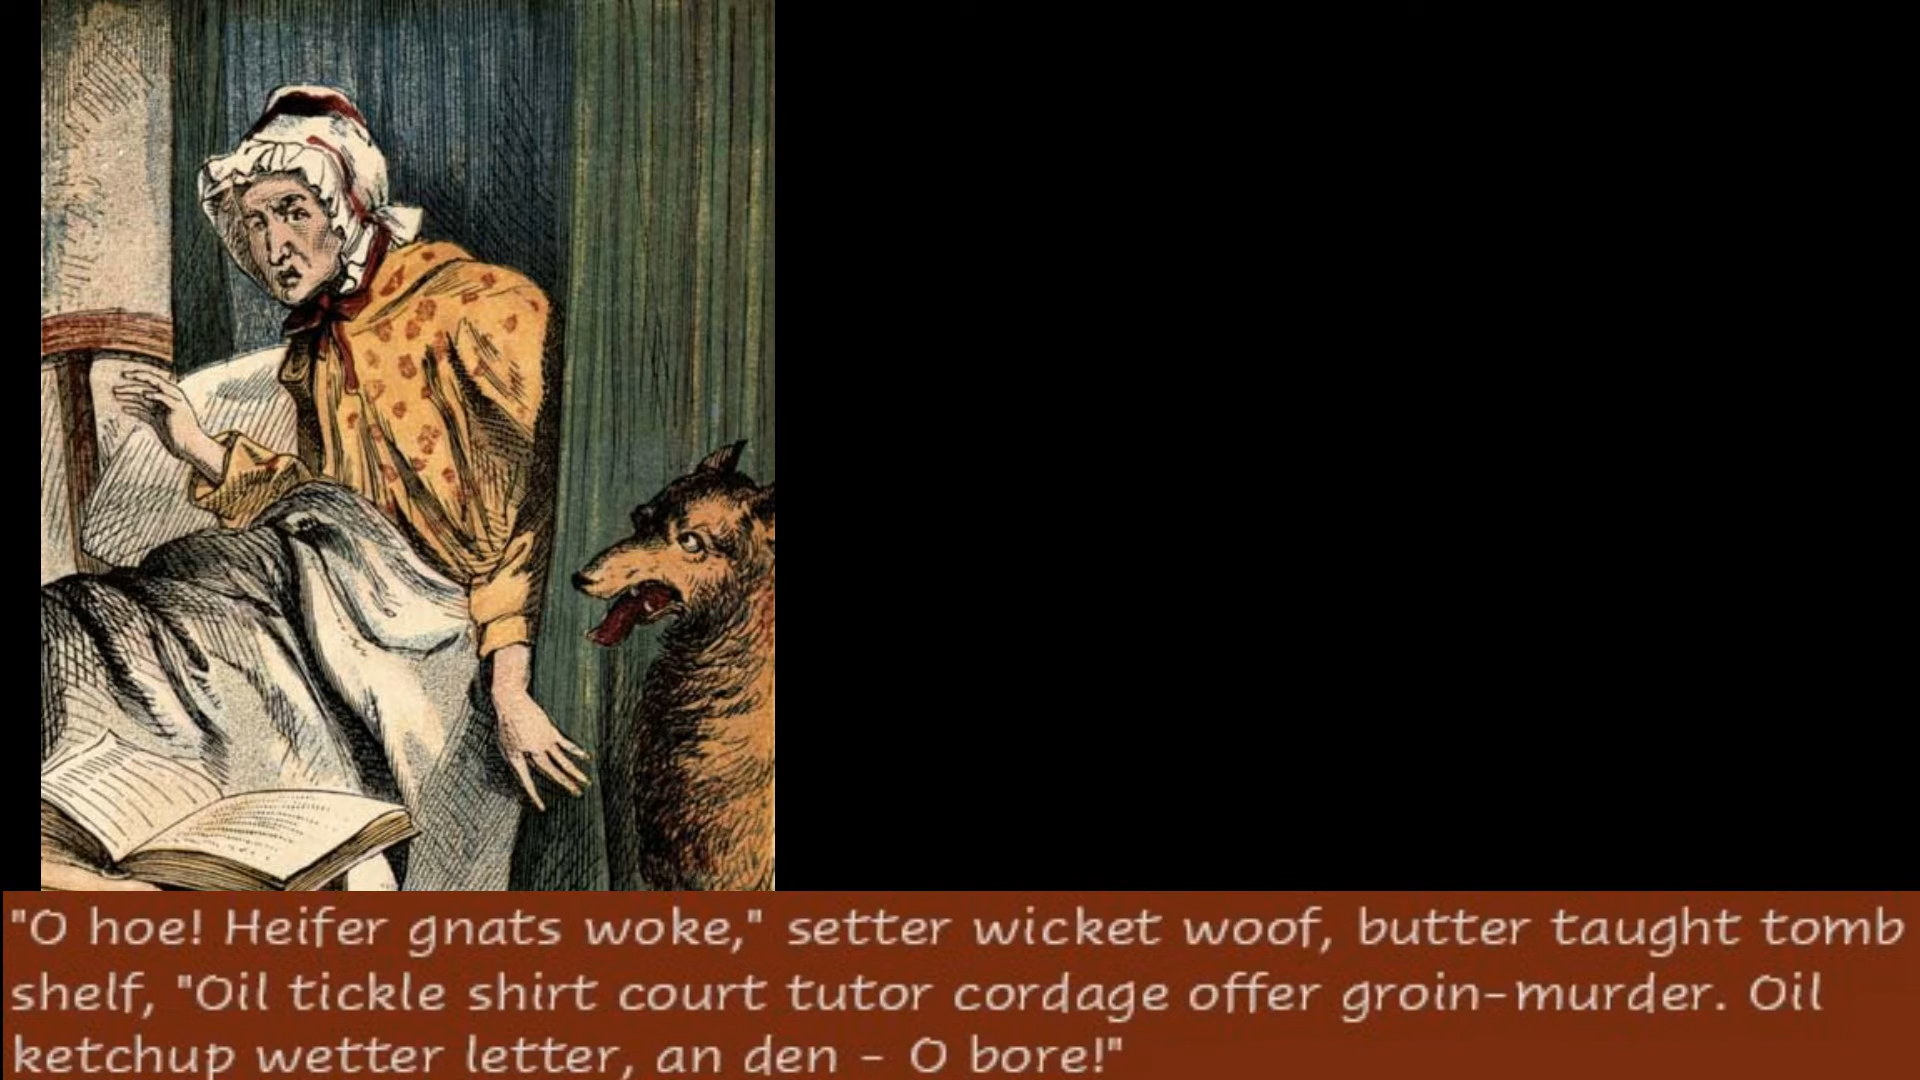 "O hoe! Heifer gnats woke," setter wicket woof, butter taught tomb
shelf, "Oil tickle shirt court tutor cordage offer groin-murder. Oil
ketchup wetter letter, an den - O bore!"